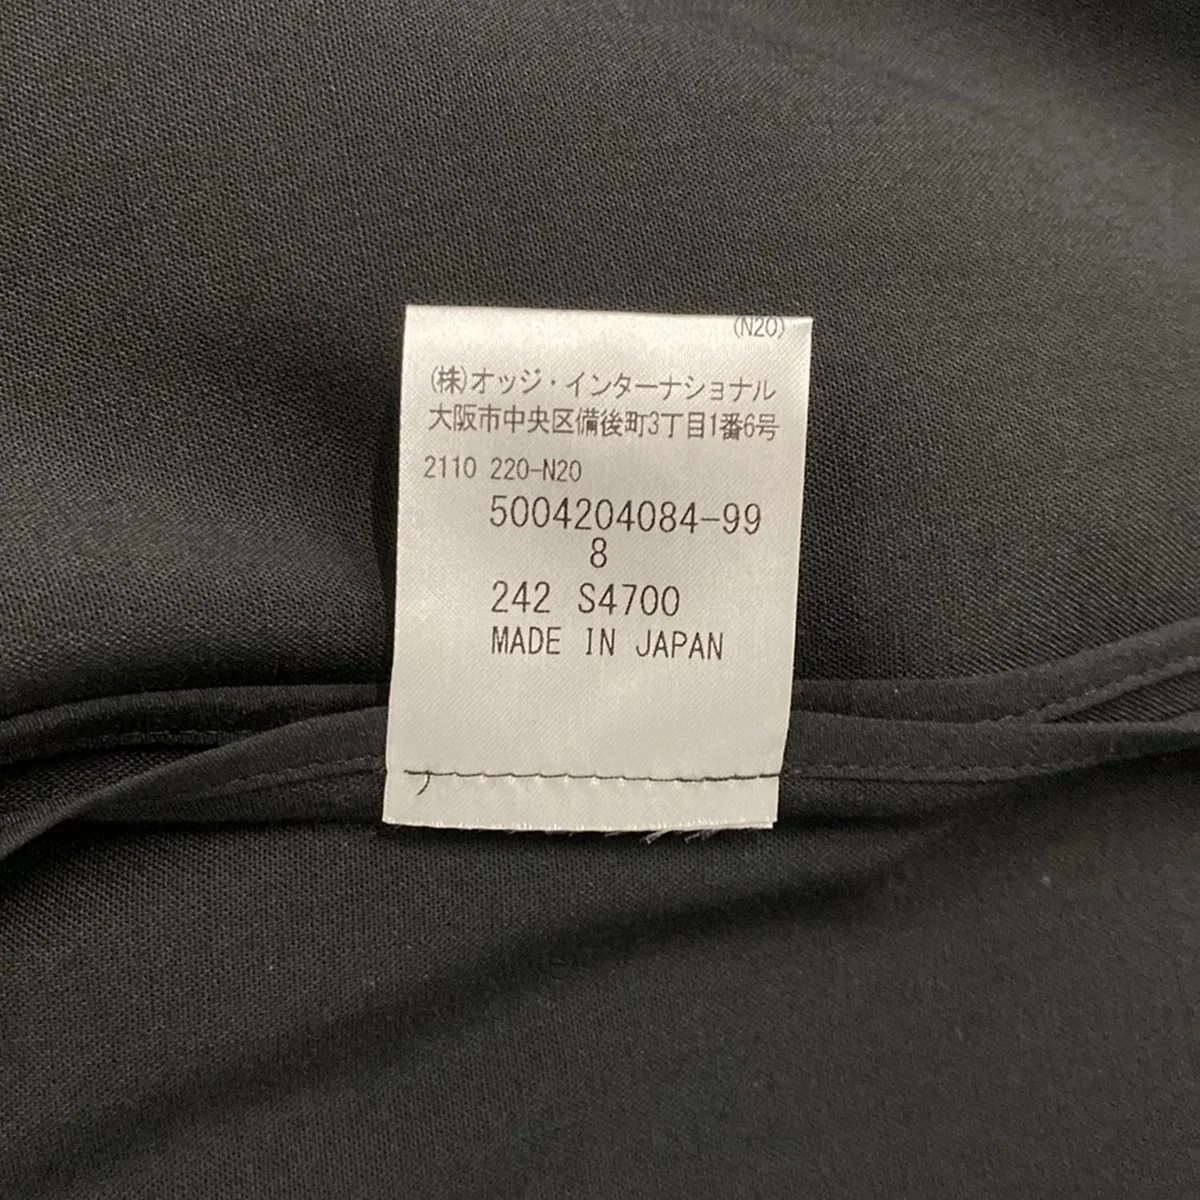 (N20)
(株)オッジ・インターナショナル
大阪市中央区備後町3丁目1番6号
2110 220-N20
5004204084-99
8
242 S4700
MADE IN JAPAN